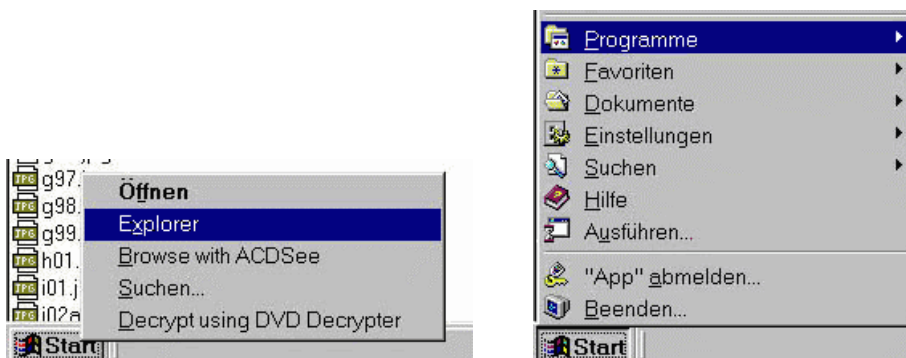 g97.
g98.
g99.
h01.
i01.j
i02a
Öffnen
Explorer
Browse with ACDSee
Suchen...
Decrypt using DVD Decrypter
Start
Programme
Favoriten
Dokumente
Einstellungen
Suchen
Hilfe
Ausführen...
"App" abmelden...
Beenden...
Start